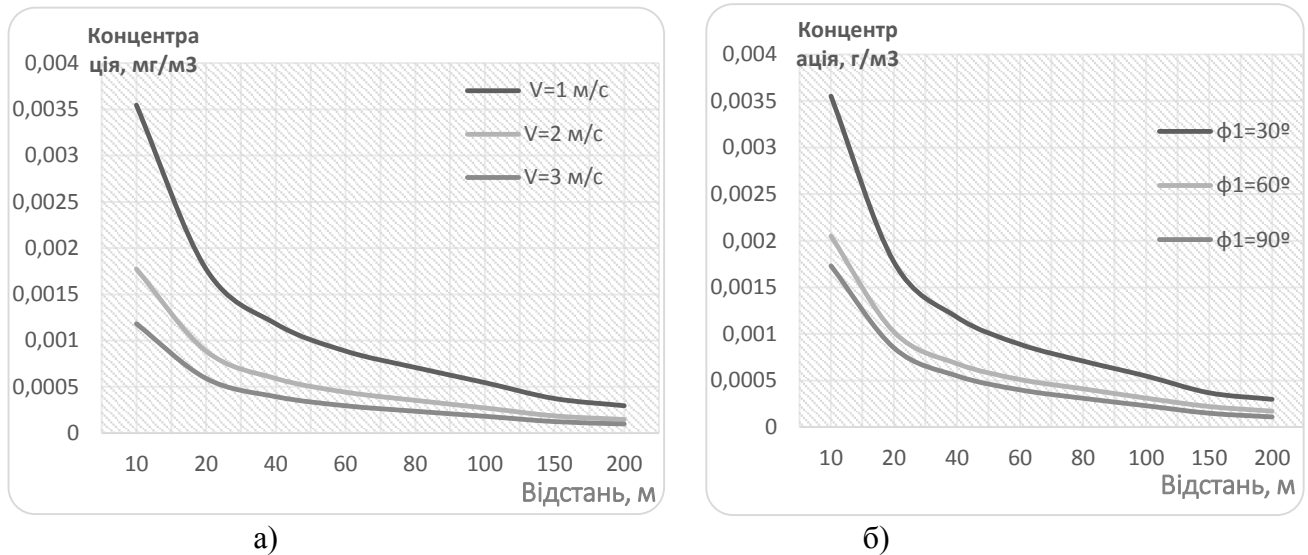 Концентра
ція, мг/м3
0,004
0,0035
0,003
0,0025
0,002
0,0015
0,001
0,0005
0
V=1 м/с
V=2 м/с
V=3 м/с
10 20 40 60 80 100 150 200
Відстань, м
а)
Концентр
ація, г/м3
0,004
0,0035
0,003
0,0025
0,002
0,0015
0,001
0,0005
0
ϕ1=30º
ϕ1=60º
ϕ1=90º
10 20 40 60 80 100 150 200
Відстань, м
б)